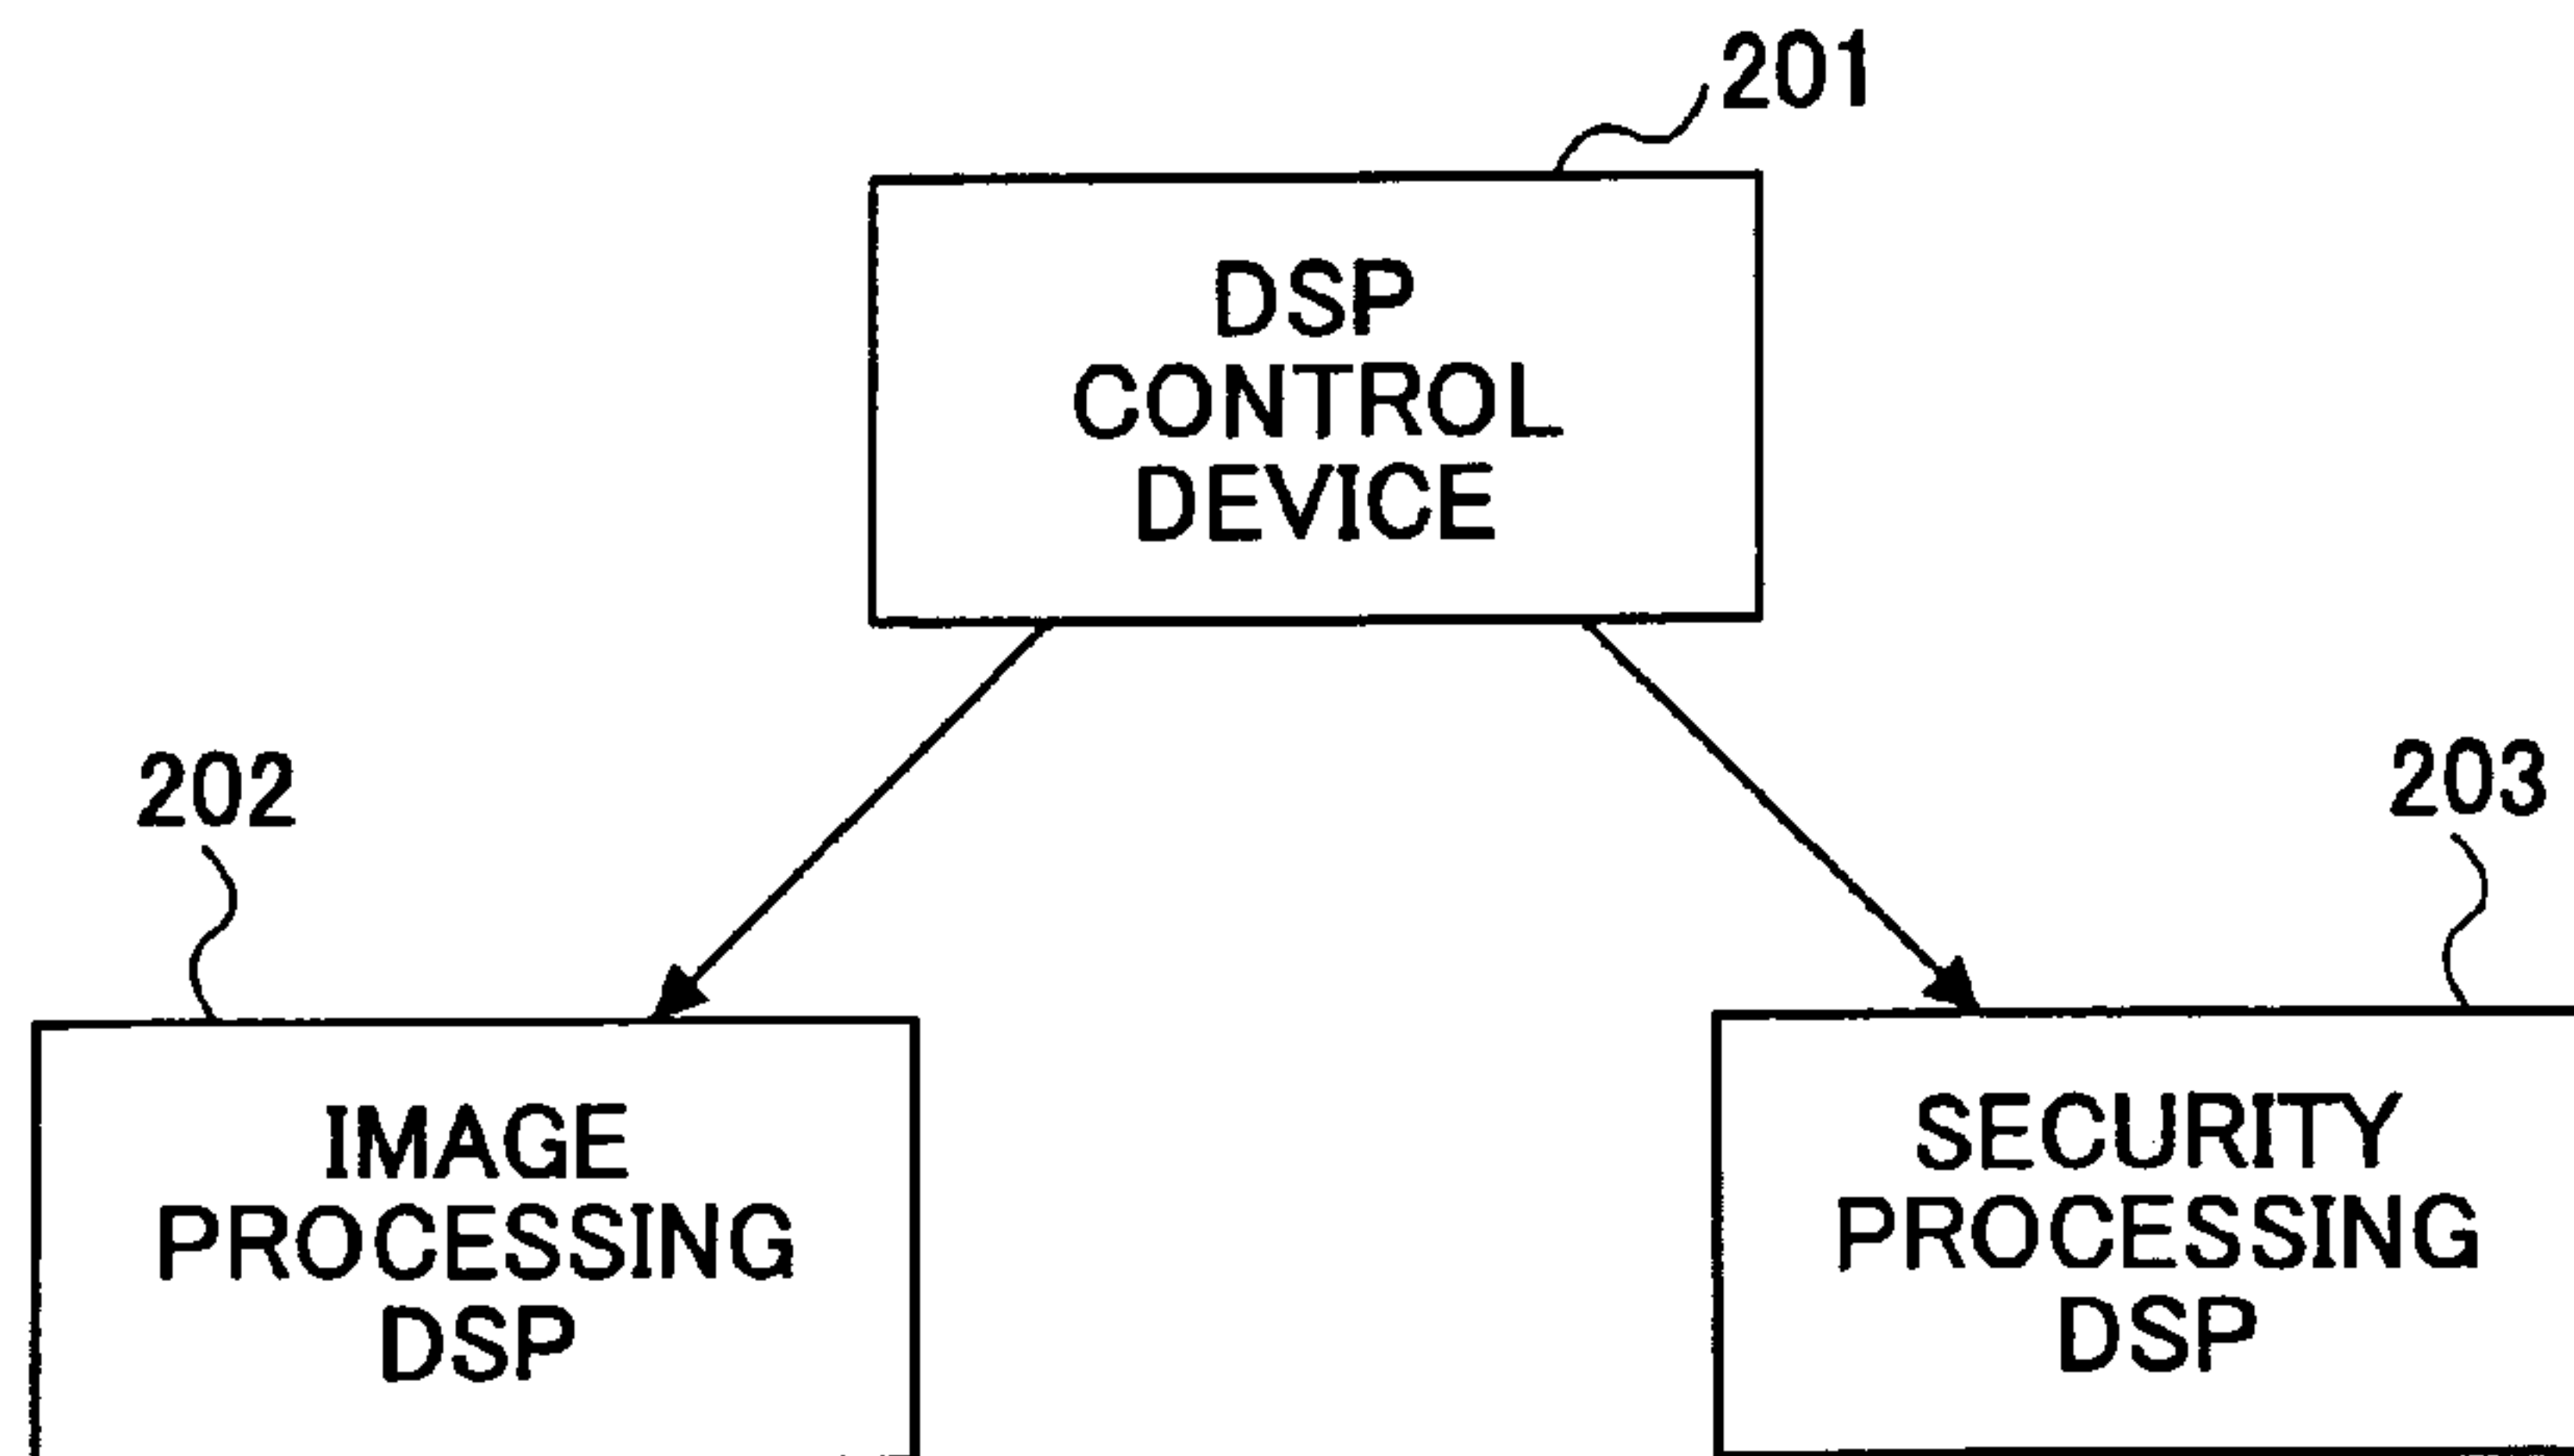 201
DSP
CONTROL
DEVICE
202
203
IMAGE
PROCESSING
DSP
SECURITY
PROCESSING
DSP